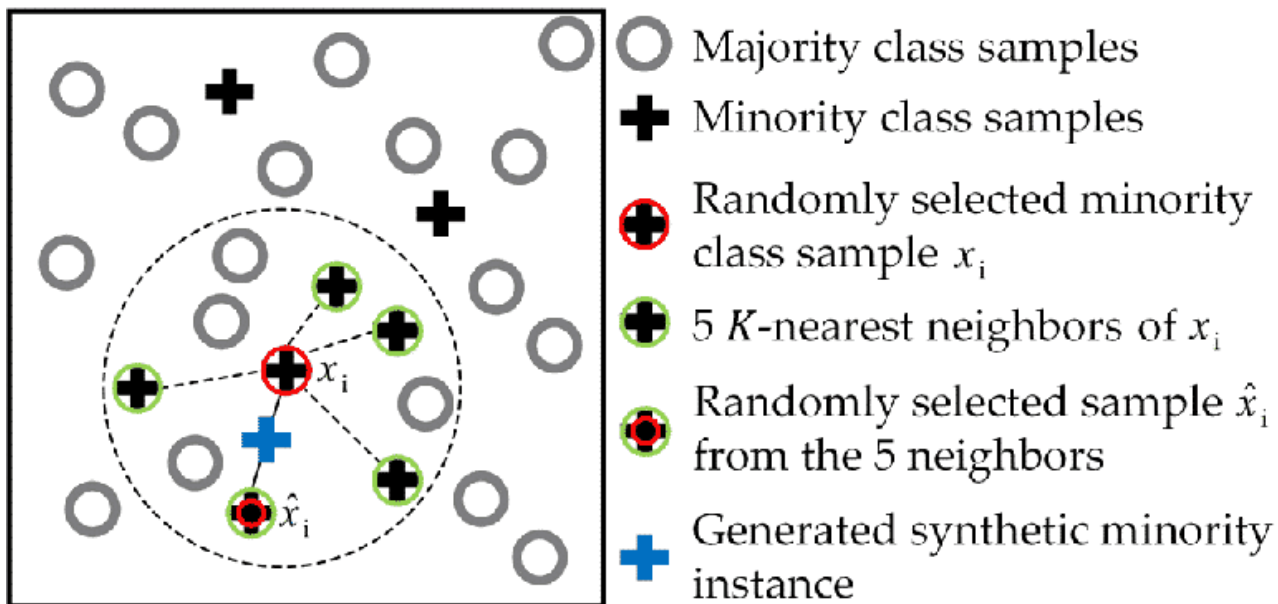 Majority class samples
Minority class samples
Randomly selected minority
class sample xᵢ
5 K-nearest neighbors of xᵢ
Randomly selected sample x̂ᵢ
from the 5 neighbors
Generated synthetic minority
instance
xᵢ
x̂ᵢ